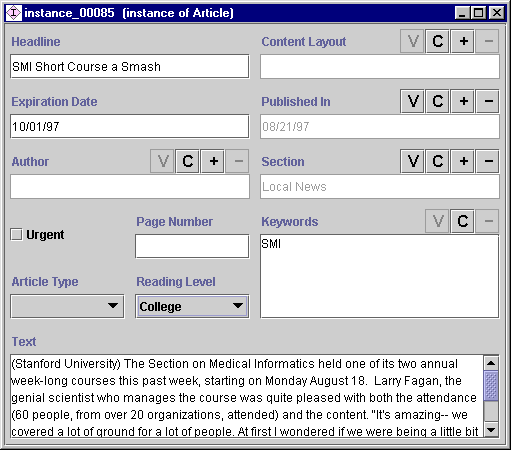 instance_00085 (instance of Article)
Headline
Content Layout V C + −
SMI Short Course a Smash
Expiration Date
Published In V C + −
10/01/97
08/21/97
Author V C + −
Section V C + −
Local News
Urgent
Page Number
Keywords V C −
SMI
Article Type
Reading Level
College
Text
(Stanford University) The Section on Medical Informatics held one of its two annual
week-long courses this past week, starting on Monday August 18. Larry Fagan, the
genial scientist who manages the course was quite pleased with both the attendance
(60 people, from over 20 organizations, attended) and the content. "It's amazing-- we
covered a lot of ground for a lot of people. At first I wondered if we were being a little bit